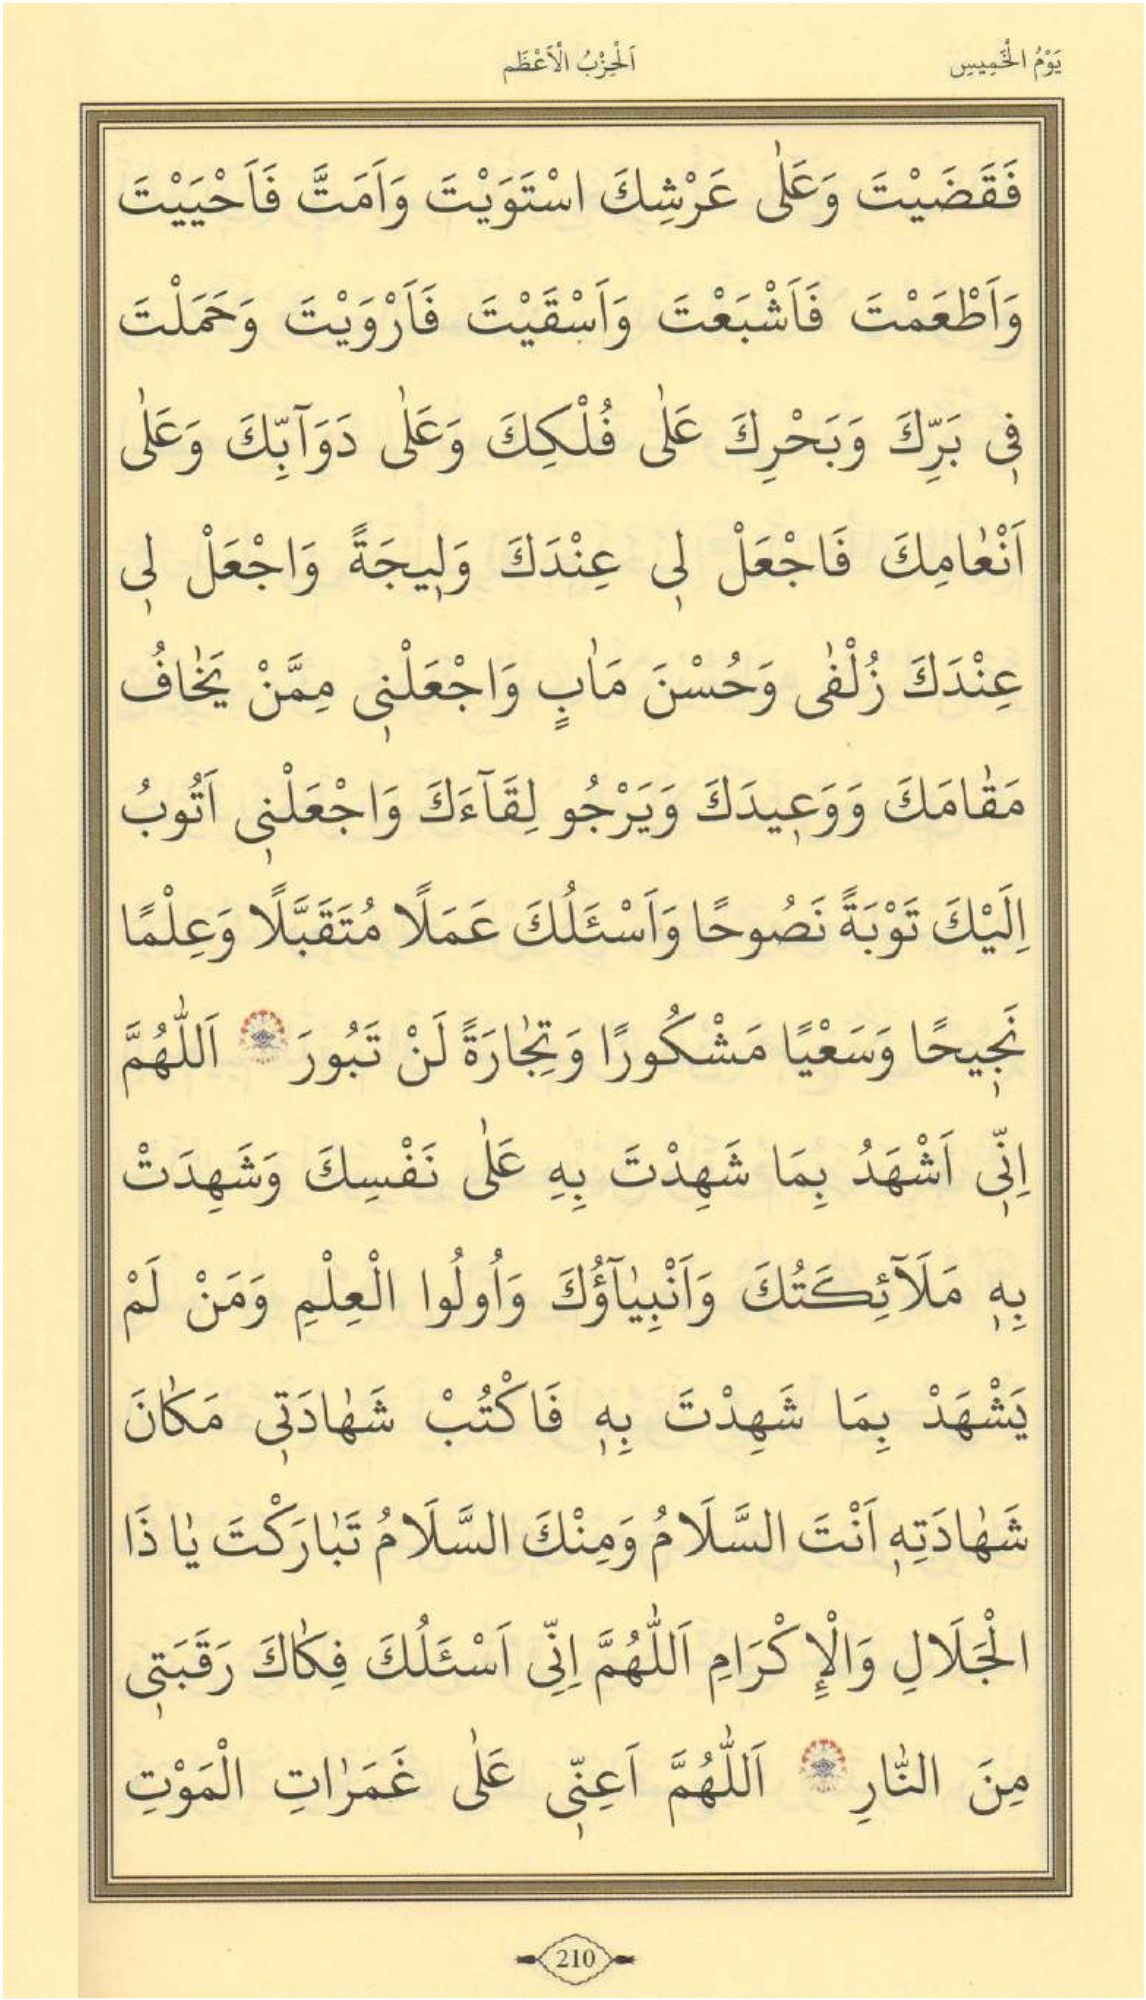 يَوْمُ الْخَمِيسِ
اَلْحِزْبُ الْاَعْظَم
فَقَضَيْتَ وَعَلٰى عَرْشِكَ اسْتَوَيْتَ وَاَمَتَّ فَاَحْيَيْتَ
وَاَطْعَمْتَ فَاَشْبَعْتَ وَاَسْقَيْتَ فَاَرْوَيْتَ وَحَمَلْتَ
فٖى بَرِّكَ وَبَحْرِكَ عَلٰى فُلْكِكَ وَعَلٰى دَوَآبِّكَ وَعَلٰى
اَنْعٰامِكَ فَاجْعَلْ لٖى عِنْدَكَ وَلٖيجَةً وَاجْعَلْ لٖى
عِنْدَكَ زُلْفٰى وَحُسْنَ مَاٰبٍ وَاجْعَلْنٖى مِمَّنْ يَخٰافُ
مَقٰامَكَ وَوَعٖيدَكَ وَيَرْجُو لِقَآءَكَ وَاجْعَلْنٖى اَتُوبُ
اِلَيْكَ تَوْبَةً نَصُوحًا وَاَسْئَلُكَ عَمَلًا مُتَقَبَّلًا وَعِلْمًا
نَجٖيحًا وَسَعْيًا مَشْكُورًا وَتِجٰارَةً لَنْ تَبُورَ اَللّٰهُمَّ
اِنّٖى اَشْهَدُ بِمَا شَهِدْتَ بِهِ عَلٰى نَفْسِكَ وَشَهِدَتْ
بِهٖ مَلَآئِكَتُكَ وَاَنْبِيٰآؤُكَ وَاُولُوا الْعِلْمِ وَمَنْ لَمْ
يَشْهَدْ بِمَا شَهِدْتَ بِهٖ فَاكْتُبْ شَهٰادَتٖى مَكٰانَ
شَهٰادَتِهٖ اَنْتَ السَّلَامُ وَمِنْكَ السَّلَامُ تَبٰارَكْتَ يٰا ذَا
الْجَلَالِ وَالْاِكْرَامِ اَللّٰهُمَّ اِنّٖى اَسْئَلُكَ فِكٰاكَ رَقَبَتٖى
مِنَ النّٰارِ اَللّٰهُمَّ اَعِنّٖى عَلٰى غَمَرٰاتِ الْمَوْتِ
210